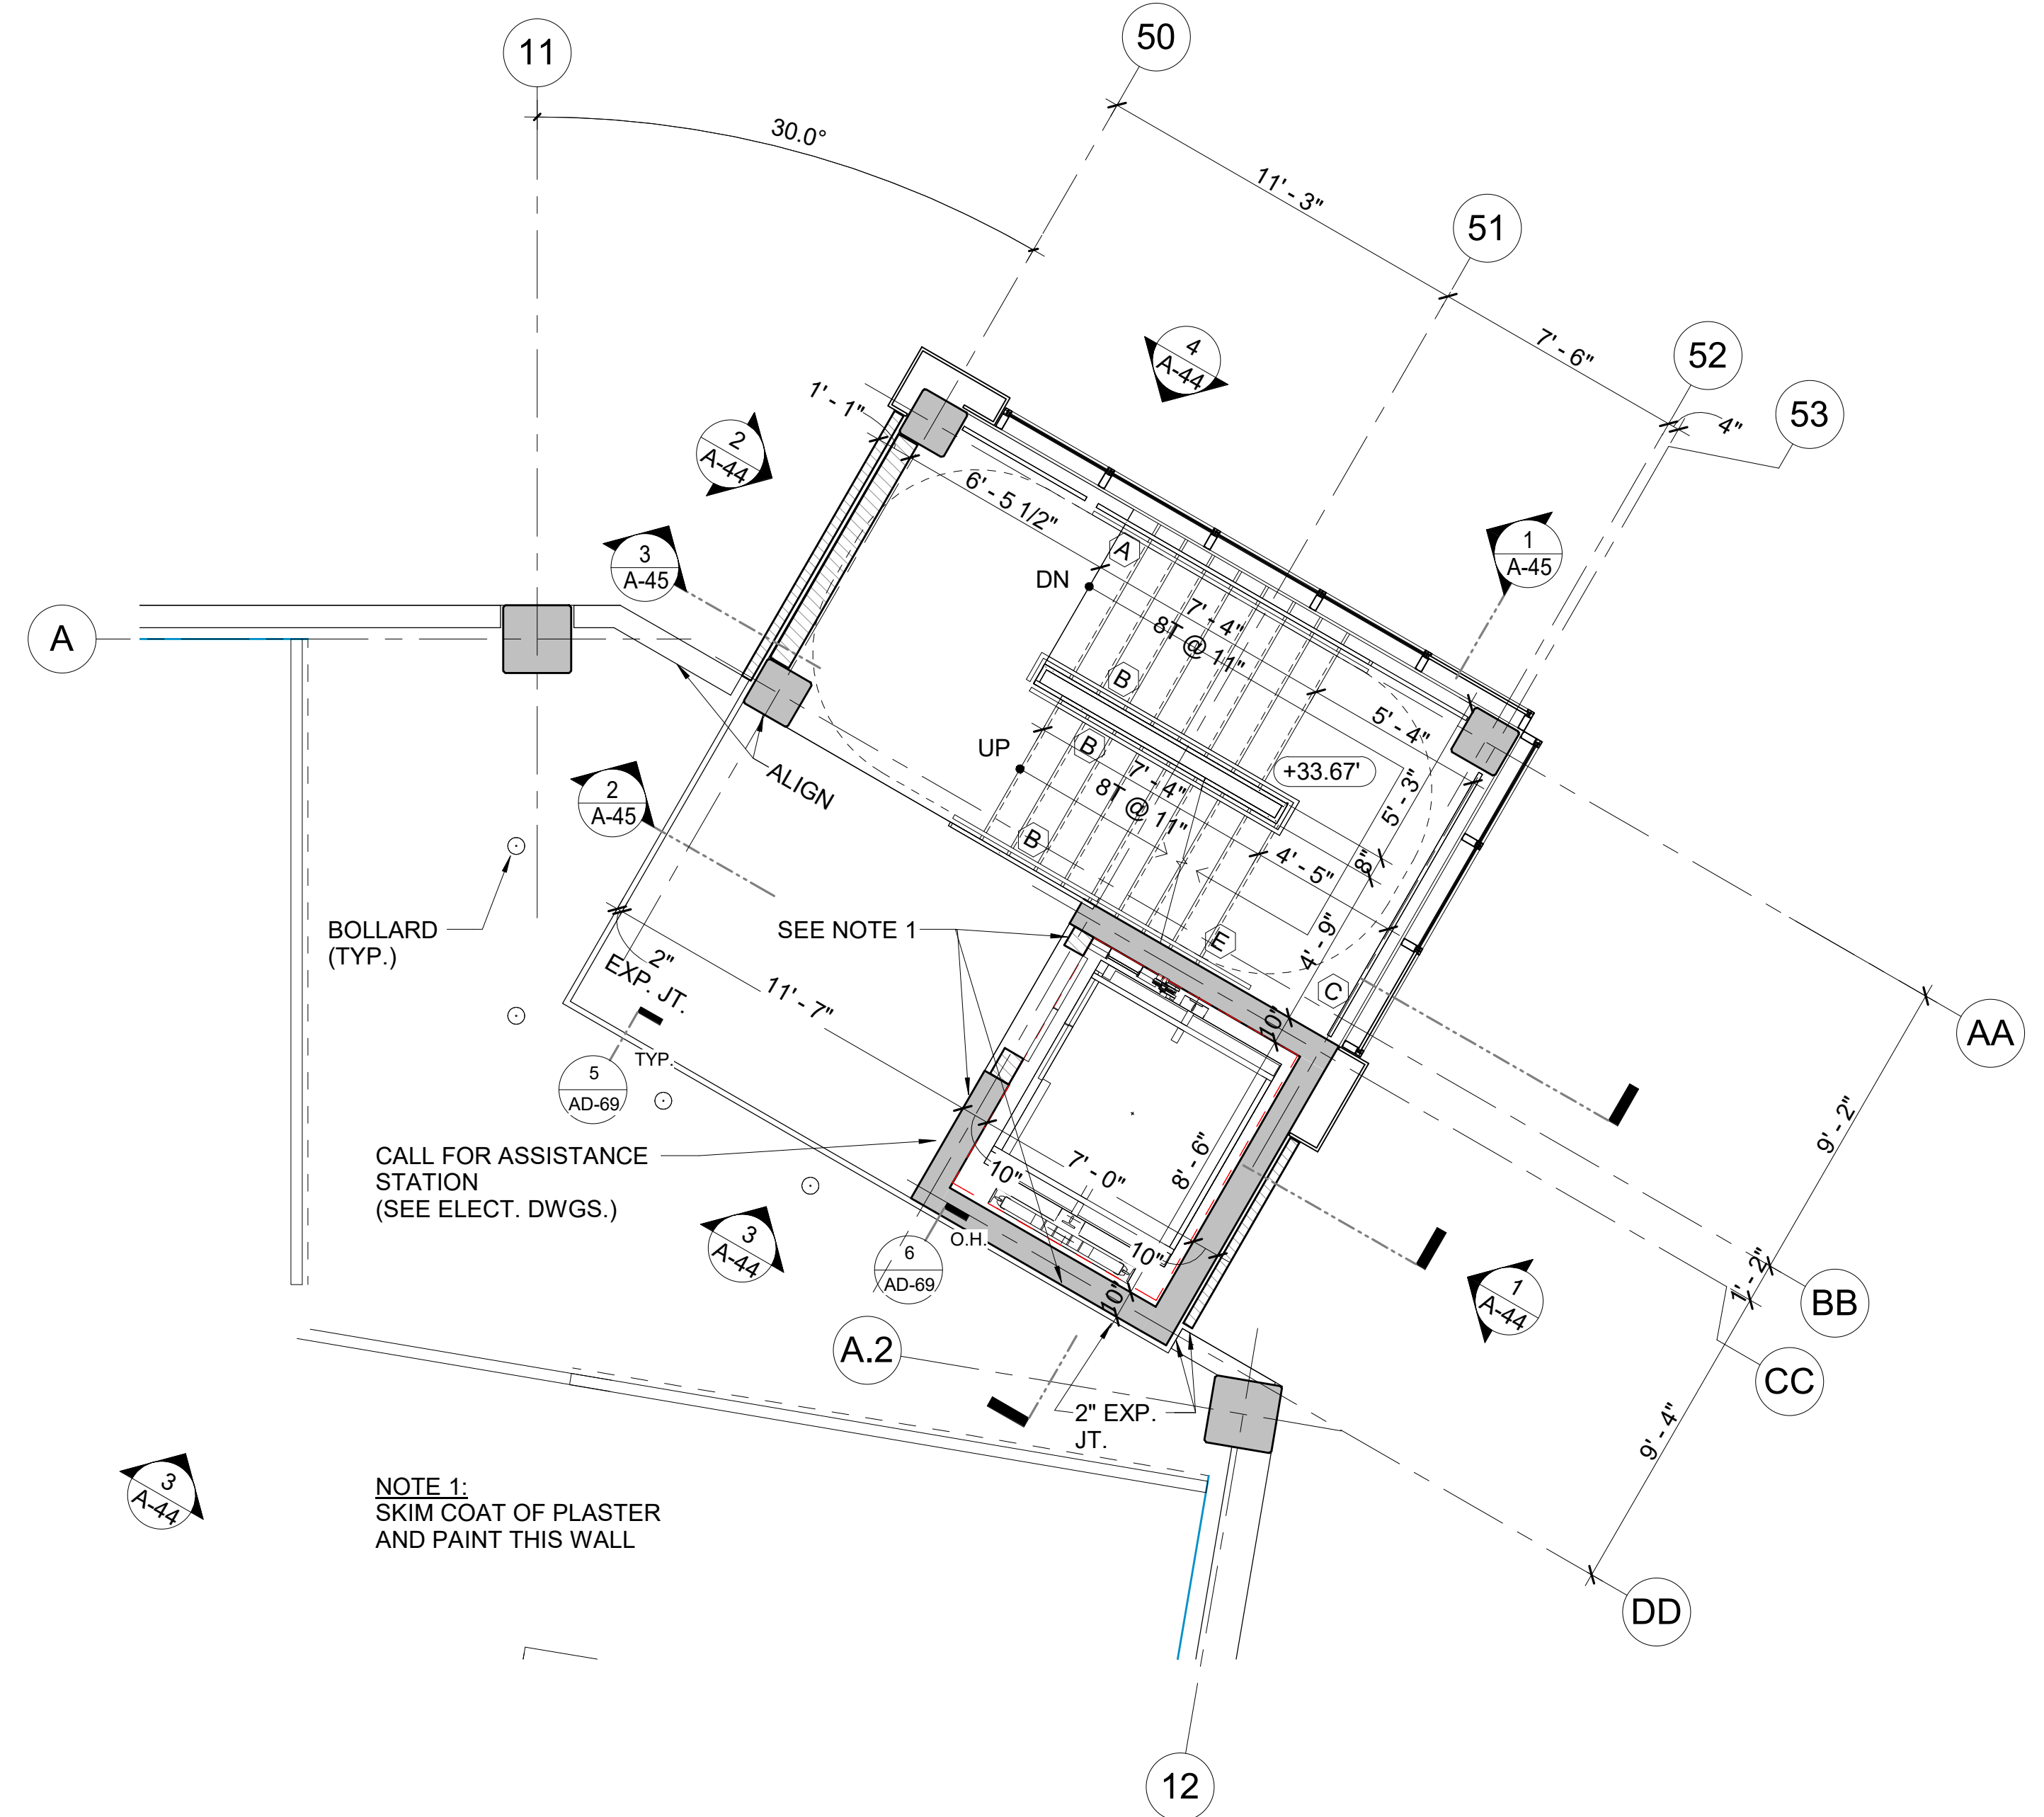 11
50
30.0°
11' - 3"
51
7' - 6"
52
53
4"
4
A-44
1' - 1"
2
A-44
6' - 5 1/2"
3
A-45
1
A-45
A
DN
7' - 4"
8T @ 11"
A
B
5' - 4"
UP
B
7' - 4"
8T @ 11"
+33.67'
5' - 3"
ALIGN
2
A-45
B
4' - 5"
8"
BOLLARD
(TYP.)
SEE NOTE 1
E
4' - 9"
C
2"
EXP. JT.
11' - 7"
10"
AA
TYP.
5
AD-69
9' - 2"
CALL FOR ASSISTANCE
STATION
(SEE ELECT. DWGS.)
10"
7' - 0"
8' - 6"
3
A-44
O.H.
6
AD-69
10"
10"
1
A-44
1' - 2"
BB
A.2
CC
2" EXP.
JT.
9' - 4"
3
A-44
NOTE 1:
SKIM COAT OF PLASTER
AND PAINT THIS WALL
DD
12